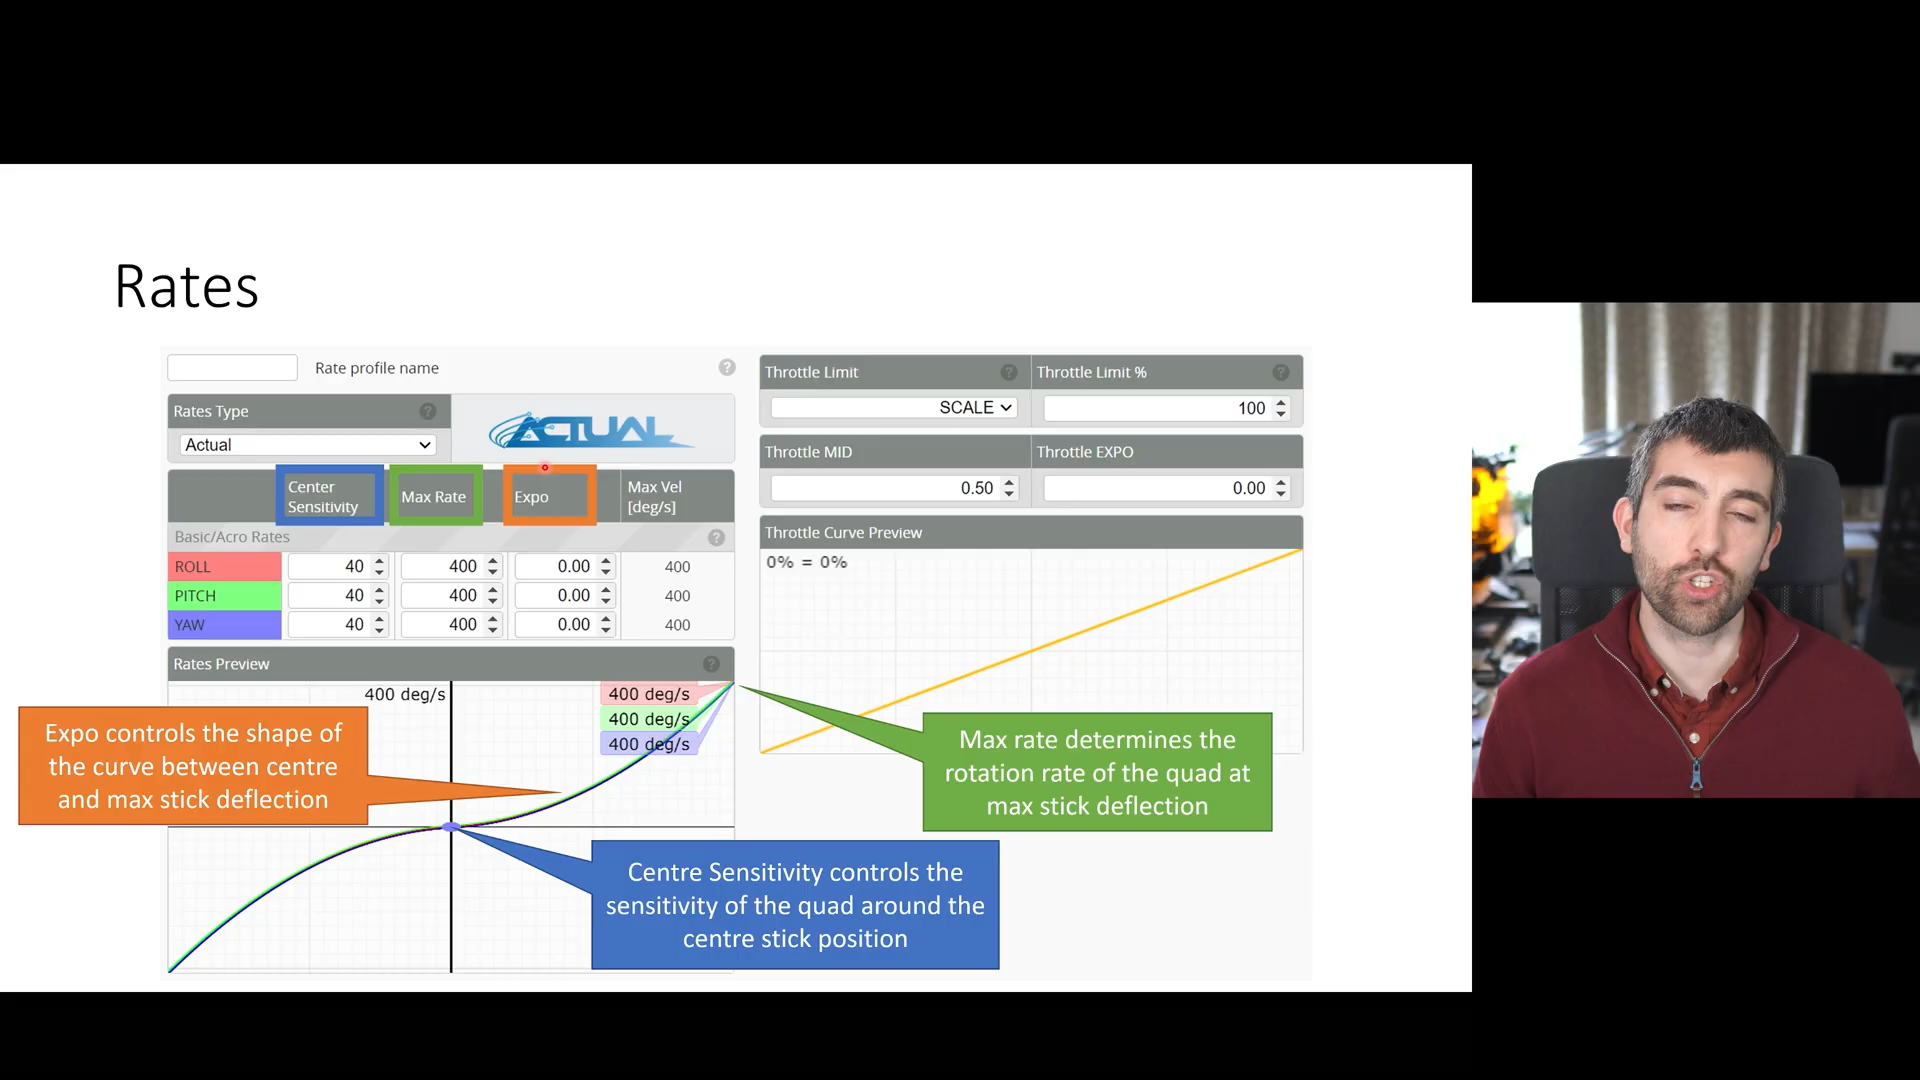 Rates
Rate profile name
Rates Type
Actual
ACTUAL
Center Sensitivity
Max Rate
Expo
Max Vel [deg/s]
Basic/Acro Rates
ROLL 40 400 0.00 400
PITCH 40 400 0.00 400
YAW 40 400 0.00 400
Rates Preview
400 deg/s
400 deg/s
400 deg/s
400 deg/s
Throttle Limit
Throttle Limit %
SCALE
100
Throttle MID
Throttle EXPO
0.50
0.00
Throttle Curve Preview
0% = 0%
Expo controls the shape of
the curve between centre
and max stick deflection
Max rate determines the
rotation rate of the quad at
max stick deflection
Centre Sensitivity controls the
sensitivity of the quad around the
centre stick position